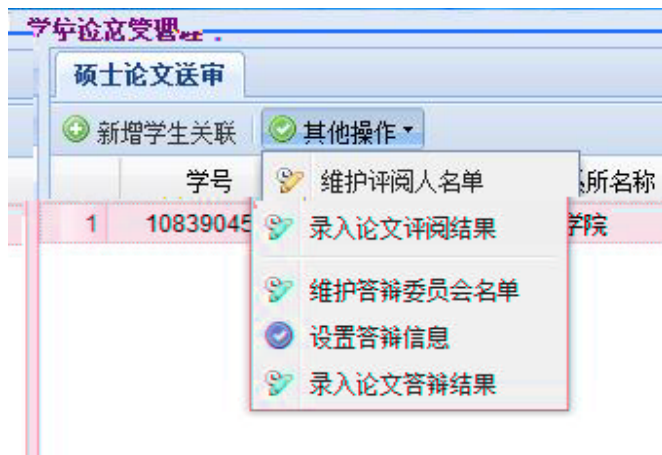 学位论文管理
硕士论文送审
新增学生关联 其他操作
学号 所名称
维护评阅人名单
1 10839045 学院
录入论文评阅结果
维护答辩委员会名单
设置答辩信息
录入论文答辩结果